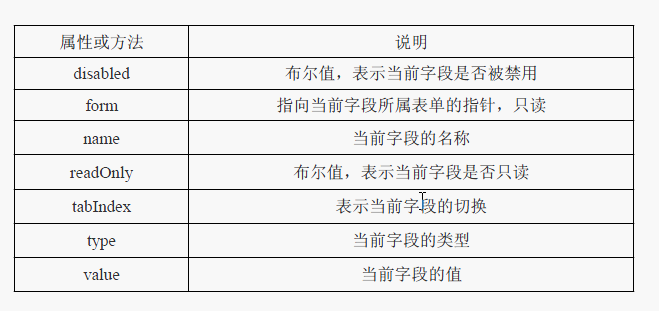 属性或方法 说明
disabled 布尔值，表示当前字段是否被禁用
form 指向当前字段所属表单的指针，只读
name 当前字段的名称
readOnly 布尔值，表示当前字段是否只读
tabIndex 表示当前字段的切换
type 当前字段的类型
value 当前字段的值